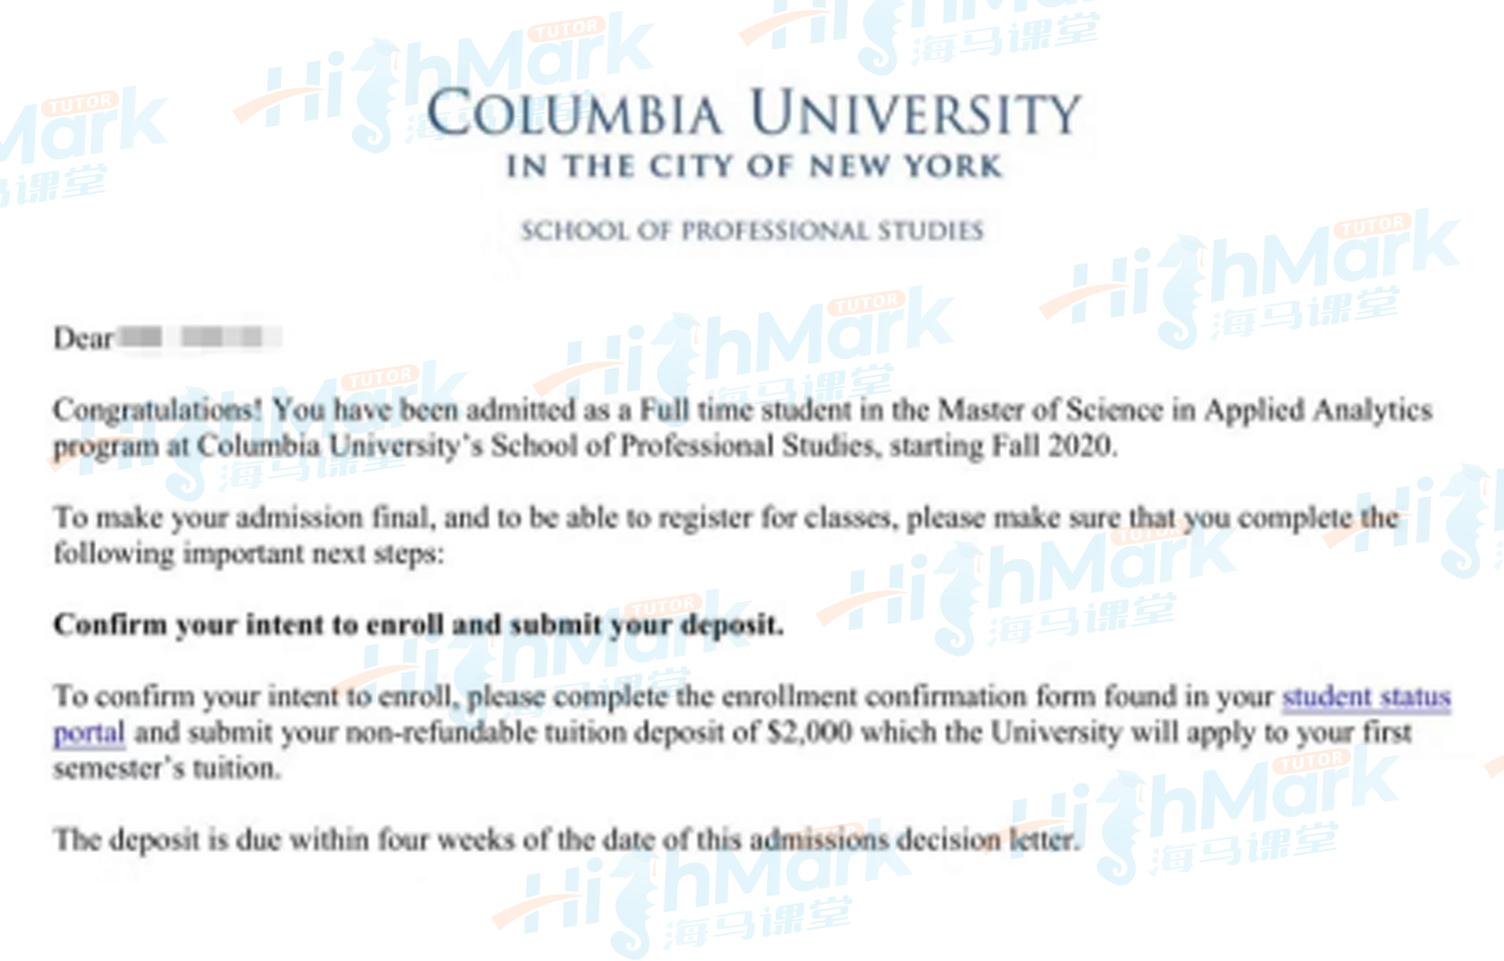 COLUMBIA UNIVERSITY
IN THE CITY OF NEW YORK
SCHOOL OF PROFESSIONAL STUDIES
Dear
Congratulations! You have been admitted as a Full time student in the Master of Science in Applied Analytics
program at Columbia University's School of Professional Studies, starting Fall 2020.
To make your admission final, and to be able to register for classes, please make sure that you complete the
following important next steps:
Confirm your intent to enroll and submit your deposit.
To confirm your intent to enroll, please complete the enrollment confirmation form found in your student status
portal and submit your non-refundable tuition deposit of $2,000 which the University will apply to your first
semester's tuition.
The deposit is due within four weeks of the date of this admissions decision letter.
HighMark TUTOR
海马课堂